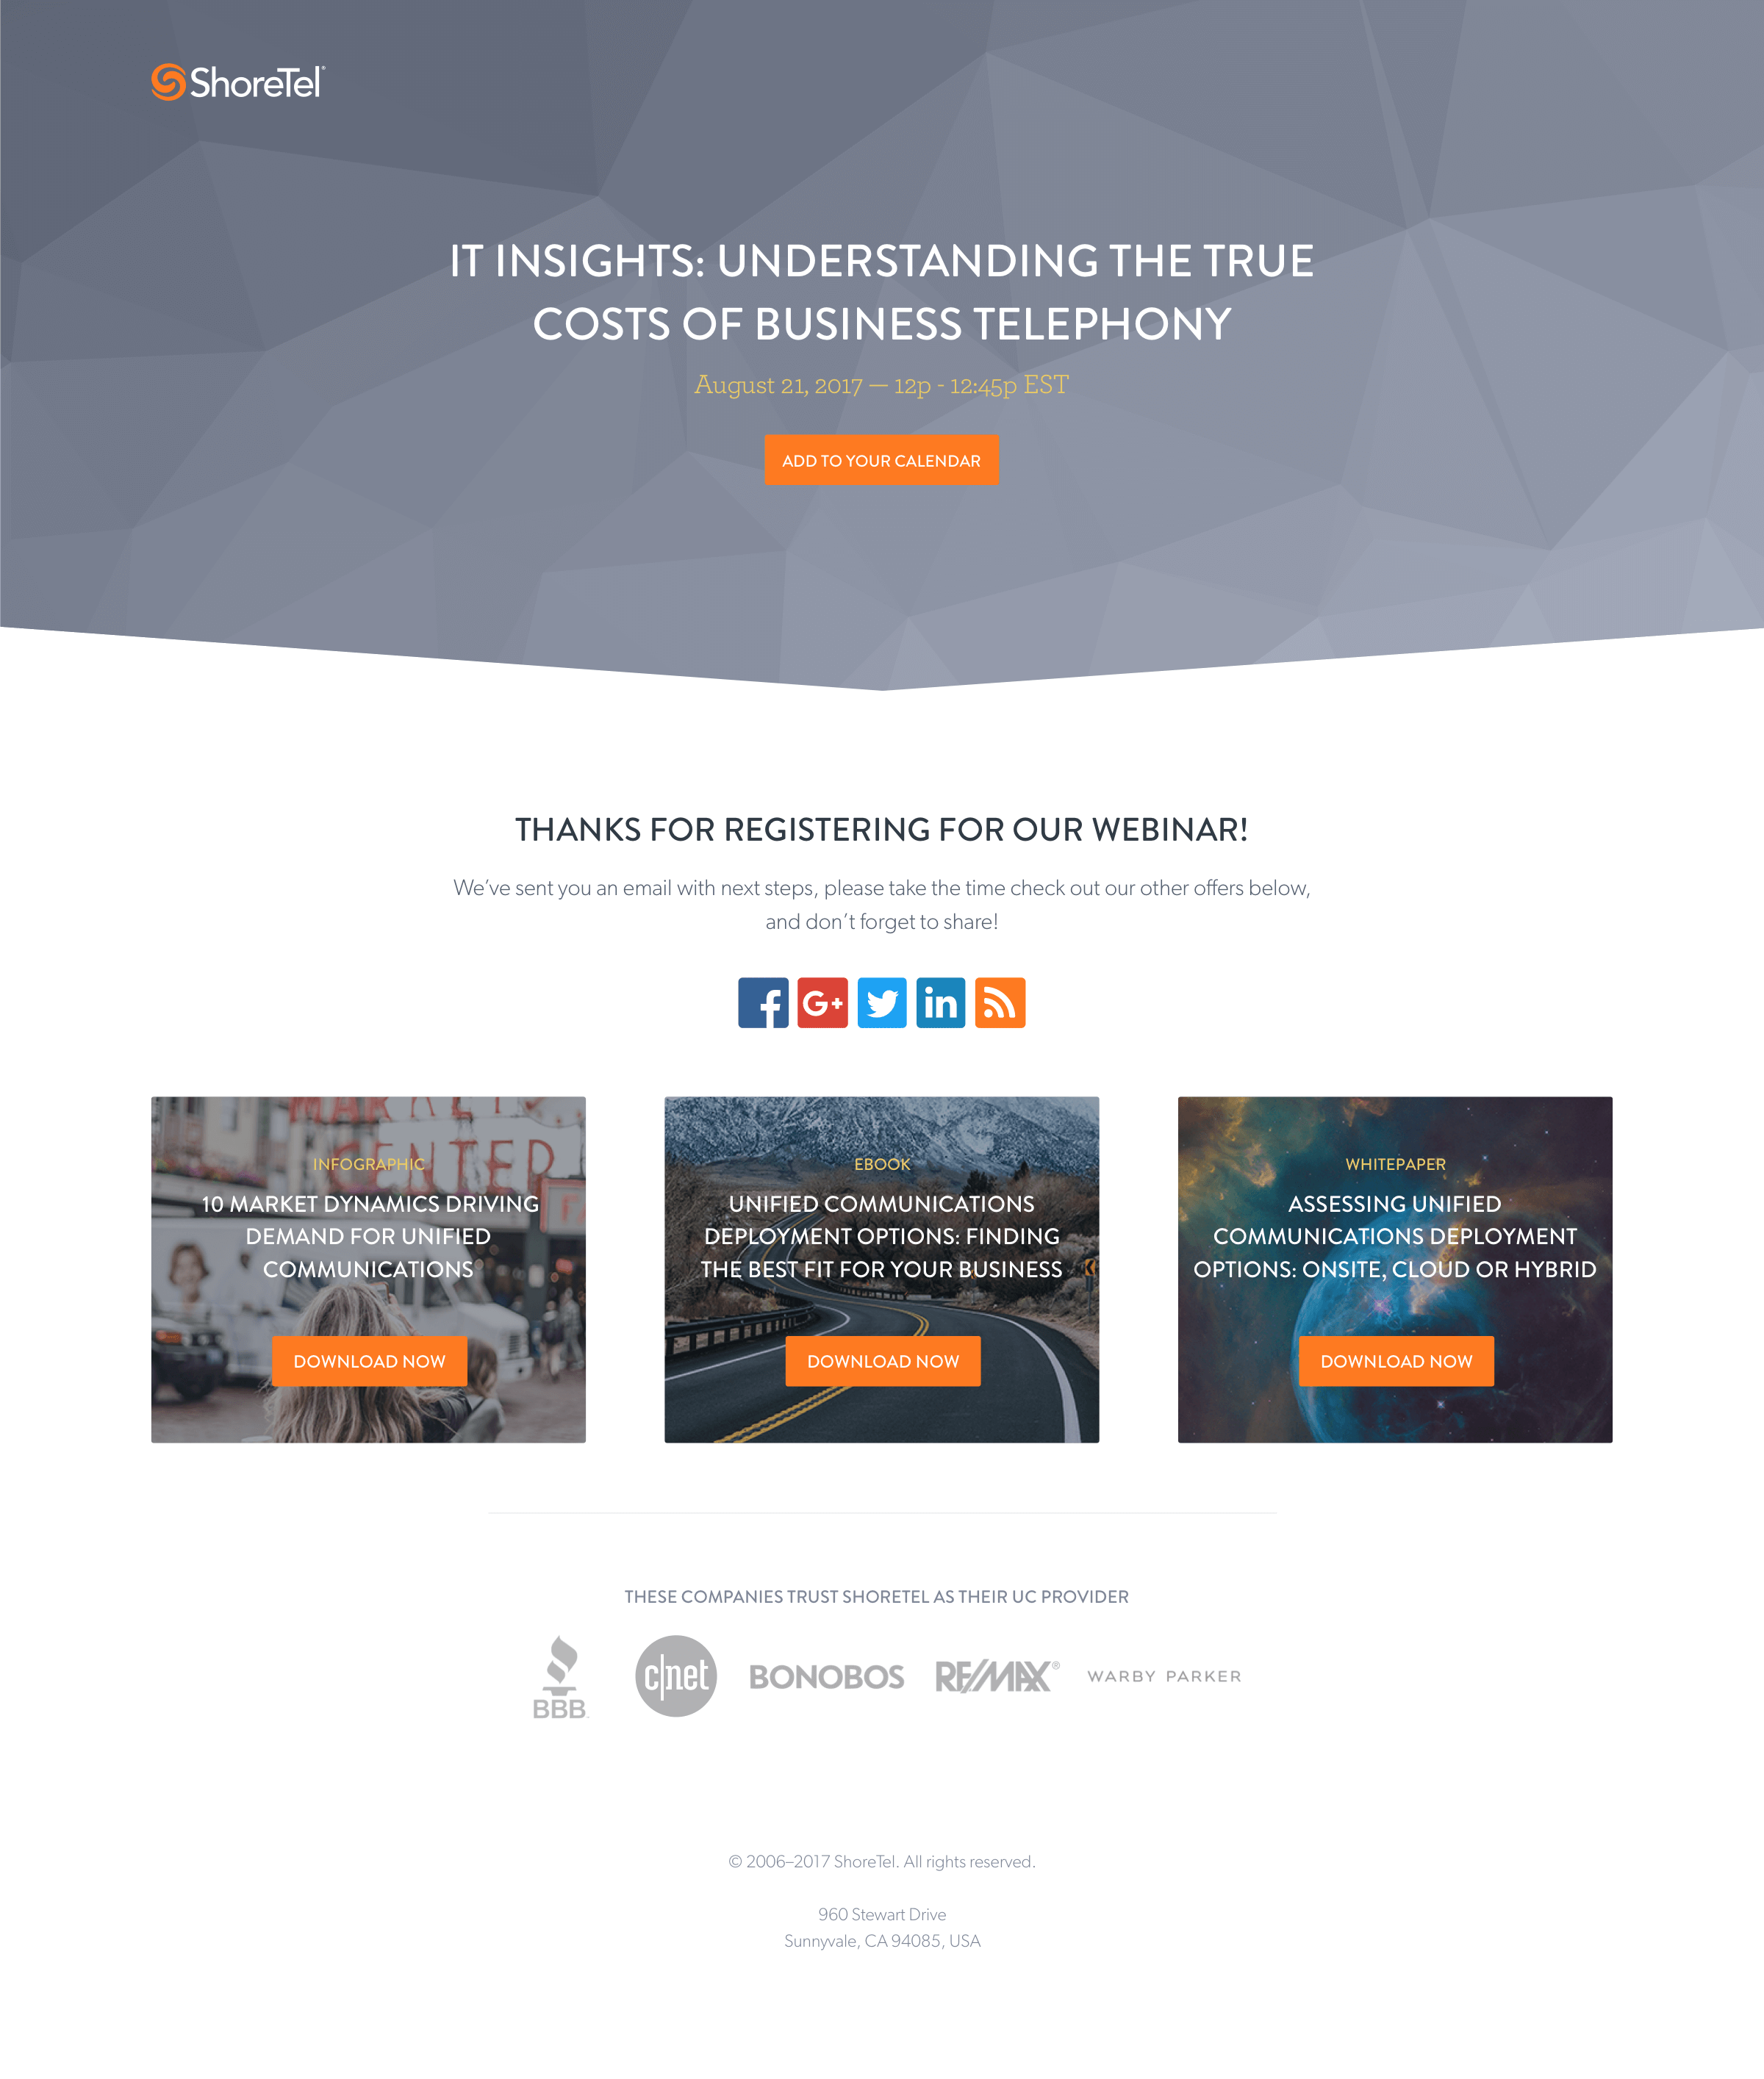 ShoreTel®
IT INSIGHTS: UNDERSTANDING THE TRUE
COSTS OF BUSINESS TELEPHONY
August 21, 2017 — 12p - 12:45p EST
ADD TO YOUR CALENDAR
THANKS FOR REGISTERING FOR OUR WEBINAR!
We've sent you an email with next steps, please take the time check out our other offers below,
and don't forget to share!
G+
in
MARKET
CENTER
INFOGRAPHIC
10 MARKET DYNAMICS DRIVING
DEMAND FOR UNIFIED
COMMUNICATIONS
DOWNLOAD NOW
EBOOK
UNIFIED COMMUNICATIONS
DEPLOYMENT OPTIONS: FINDING
THE BEST FIT FOR YOUR BUSINESS
DOWNLOAD NOW
WHITEPAPER
ASSESSING UNIFIED
COMMUNICATIONS DEPLOYMENT
OPTIONS: ONSITE, CLOUD OR HYBRID
DOWNLOAD NOW
THESE COMPANIES TRUST SHORETEL AS THEIR UC PROVIDER
BBB
c|net
BONOBOS
RE/MAX®
WARBY PARKER
© 2006–2017 ShoreTel. All rights reserved.
960 Stewart Drive
Sunnyvale, CA 94085, USA